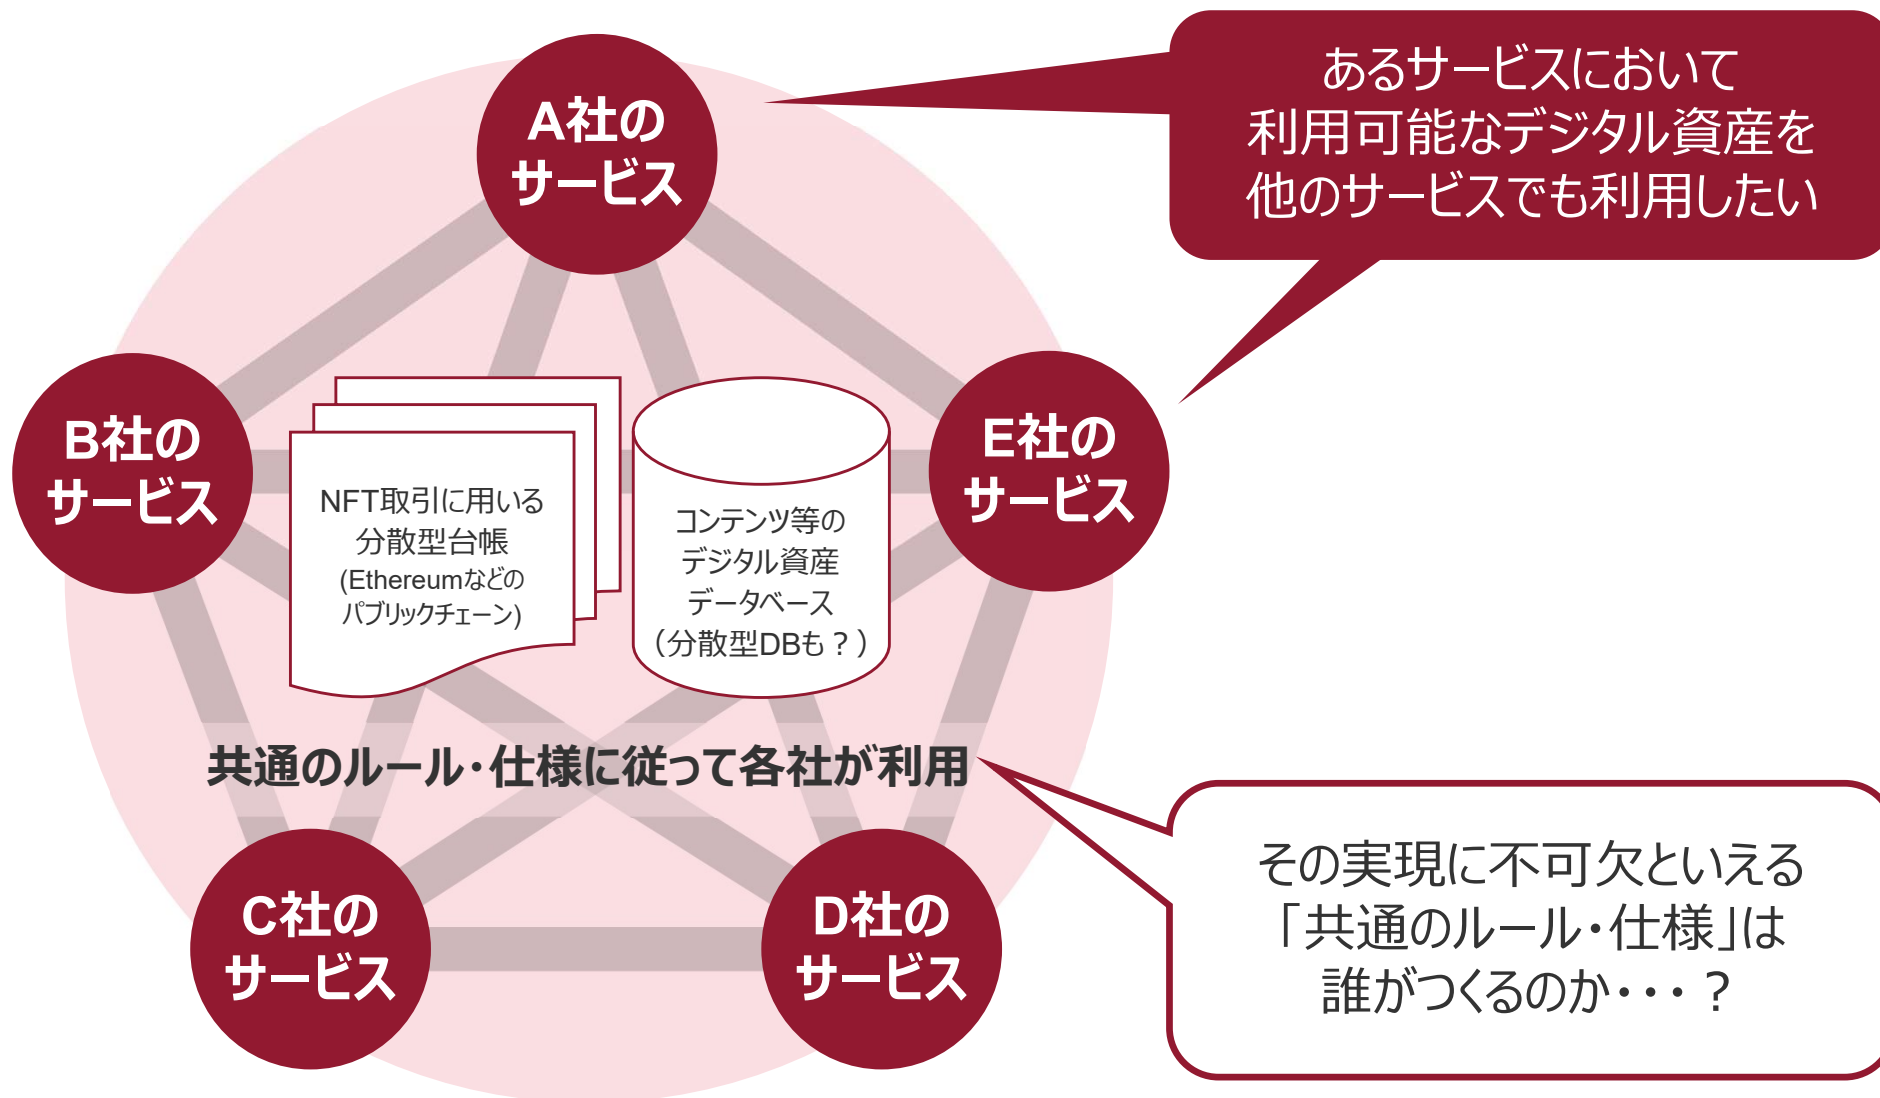 A社の
サービス
あるサービスにおいて
利用可能なデジタル資産を
他のサービスでも利用したい
B社の
サービス
NFT取引に用いる
分散型台帳
(Ethereumなどの
パブリックチェーン)
コンテンツ等の
デジタル資産
データベース
（分散型DBも？）
E社の
サービス
共通のルール・仕様に従って各社が利用
C社の
サービス
D社の
サービス
その実現に不可欠といえる
「共通のルール・仕様」は
誰がつくるのか・・・？